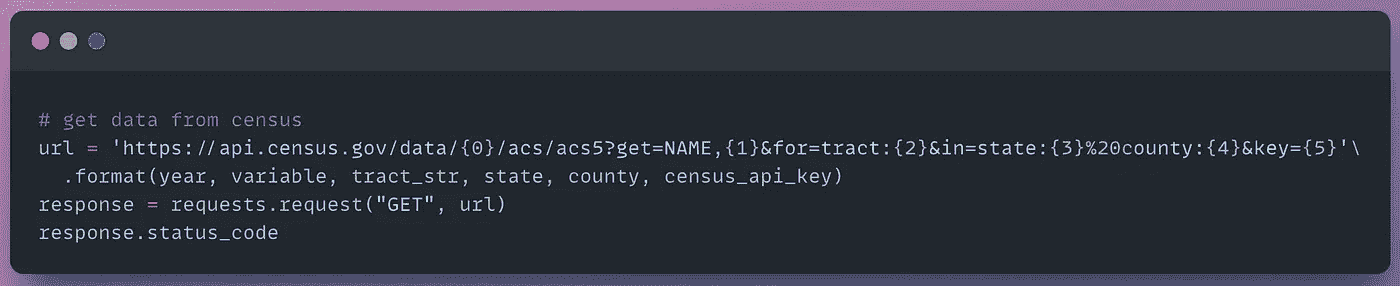 # get data from census
url = 'https://api.census.gov/data/{0}/acs/acs5?get=NAME,{1}&for=tract:{2}&in=state:{3}%20county:{4}&key={5}'\
  .format(year, variable, tract_str, state, county, census_api_key)
response = requests.request("GET", url)
response.status_code